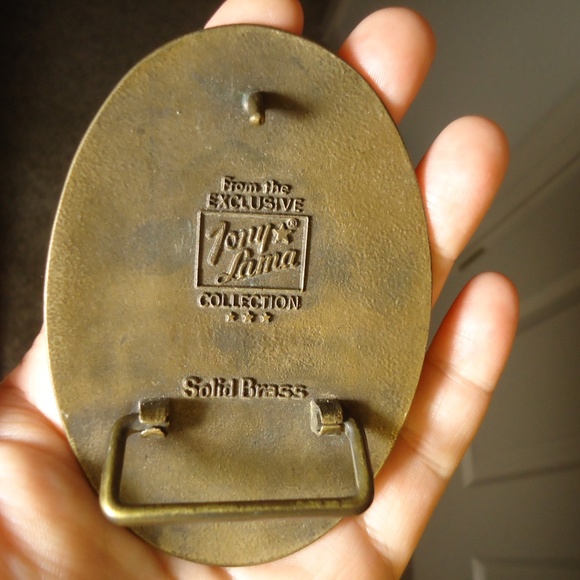 From the
EXCLUSIVE
Tony
Lama ®
COLLECTION
Solid Brass